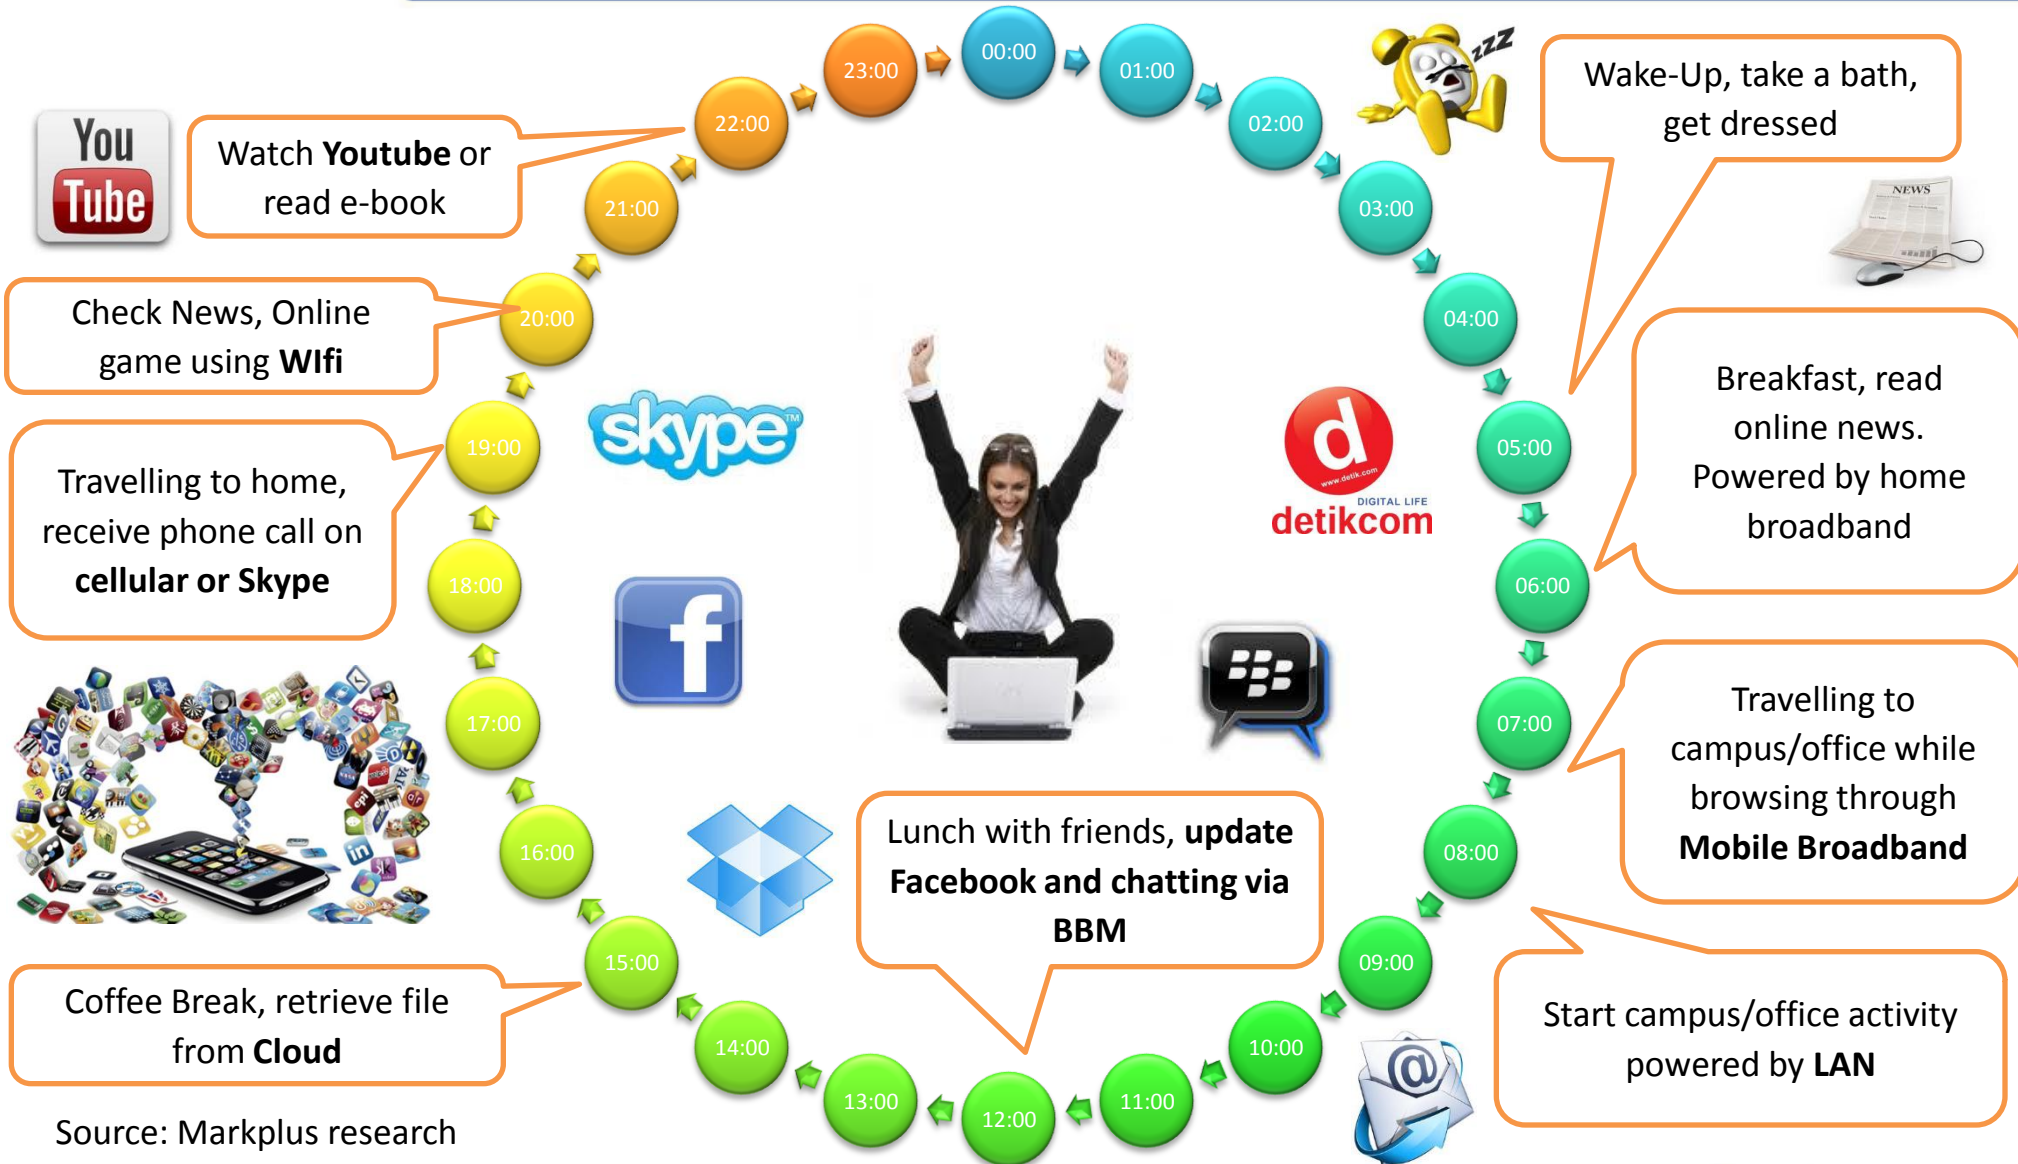 00:00
01:00
02:00
03:00
04:00
05:00
06:00
07:00
08:00
09:00
10:00
11:00
12:00
13:00
14:00
15:00
16:00
17:00
18:00
19:00
20:00
21:00
22:00
23:00
zzZ
Wake-Up, take a bath,
get dressed
NEWS
Breakfast, read
online news.
Powered by home
broadband
Travelling to
campus/office while
browsing through
Mobile Broadband
Start campus/office activity
powered by LAN
@
Lunch with friends, update
Facebook and chatting via
BBM
Coffee Break, retrieve file
from Cloud
Travelling to home,
receive phone call on
cellular or Skype
Check News, Online
game using WIfi
Watch Youtube or
read e-book
You
Tube
skype™
f
d
www.detik.com
DIGITAL LIFE
detikcom
in
Source: Markplus research